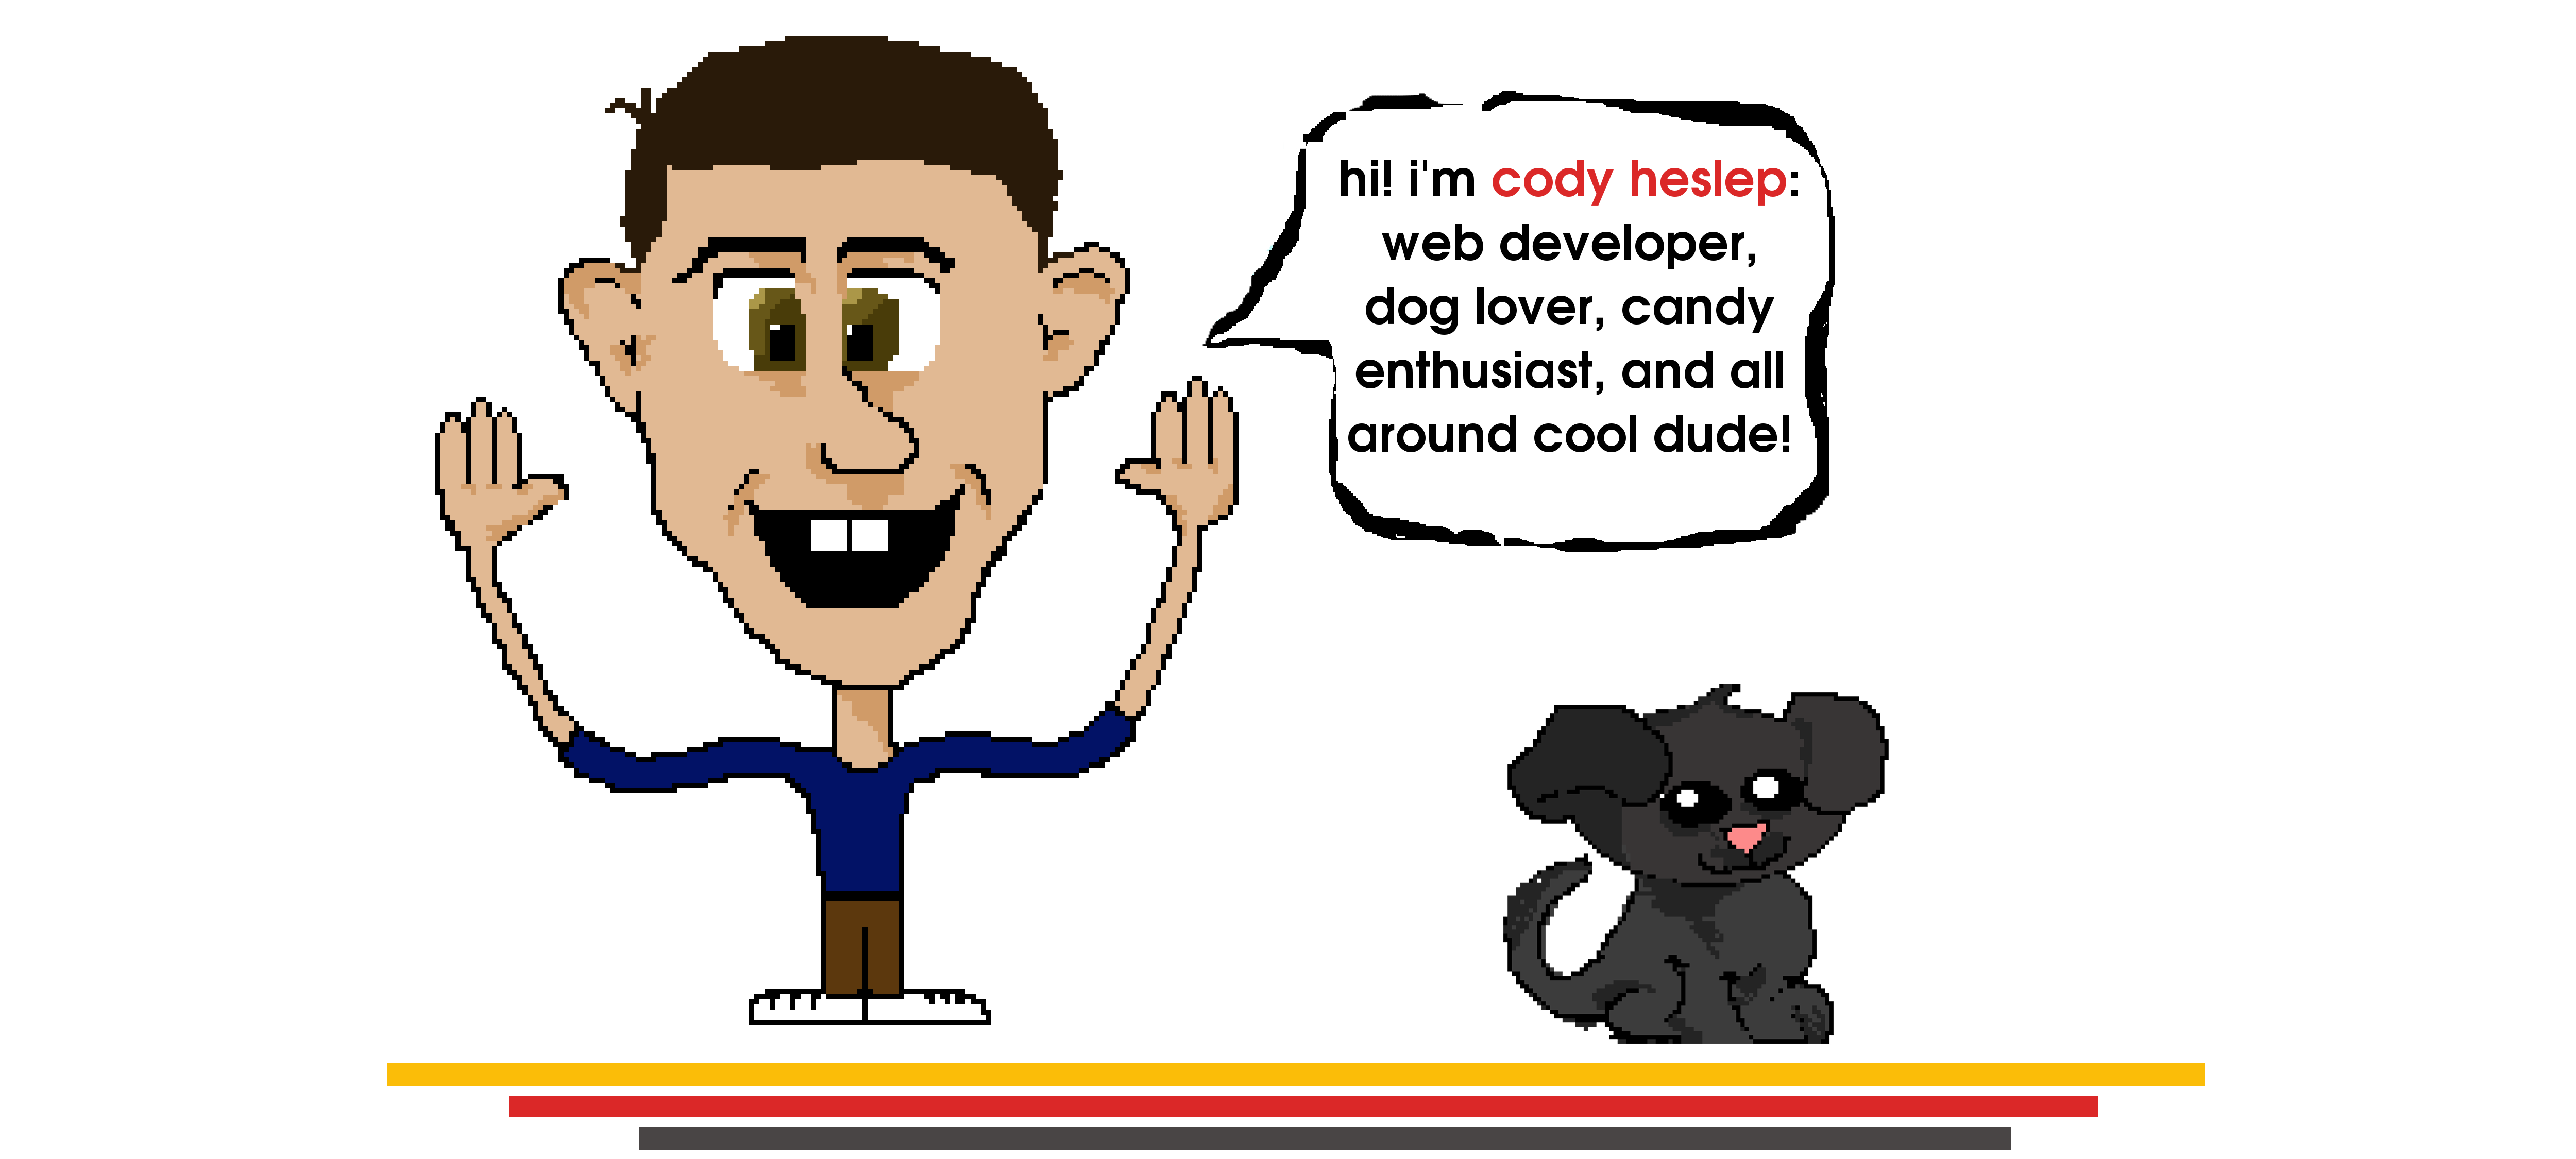 hi! i'm cody heslep:
web developer,
dog lover, candy
enthusiast, and all
around cool dude!